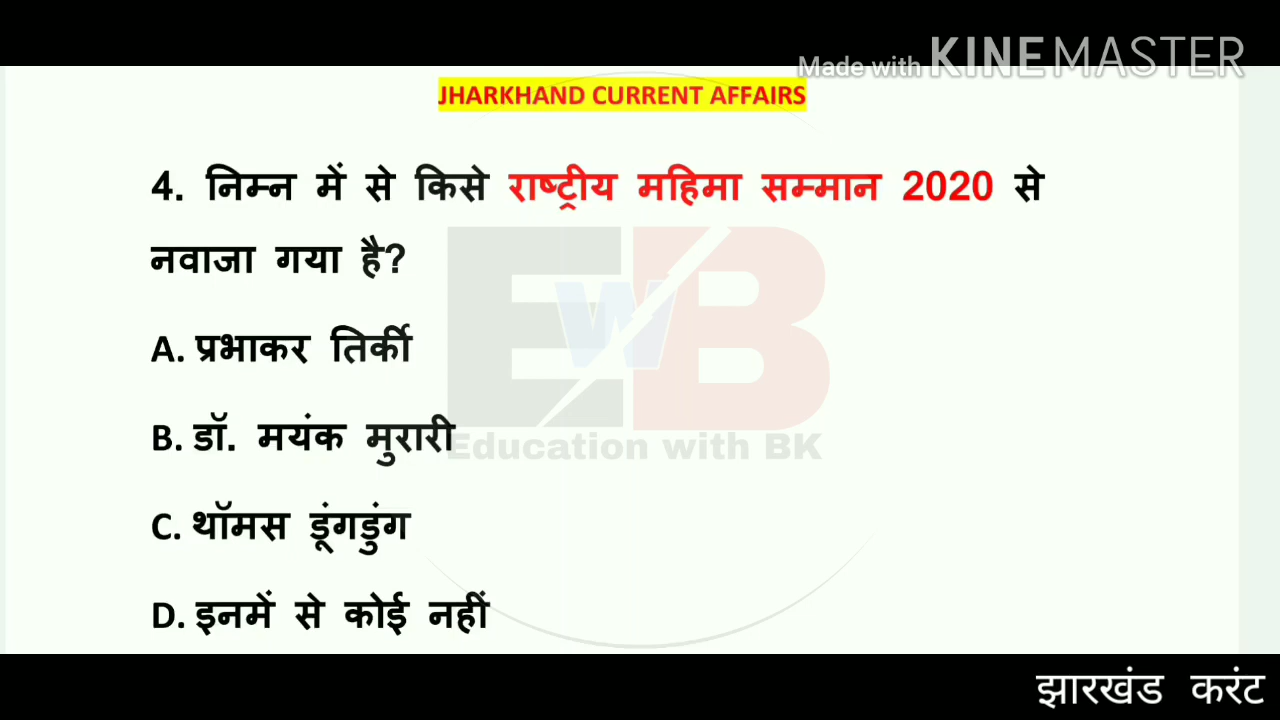 Made with KINEMASTER
JHARKHAND CURRENT AFFAIRS
4. निम्न में से किसे राष्ट्रीय महिमा सम्मान 2020 से
नवाजा गया है?
A. प्रभाकर तिर्की
B. डॉ. मयंक मुरारी
C. थॉमस डूंगडुंग
D. इनमें से कोई नहीं
EWB
Education with BK
झारखंड करंट